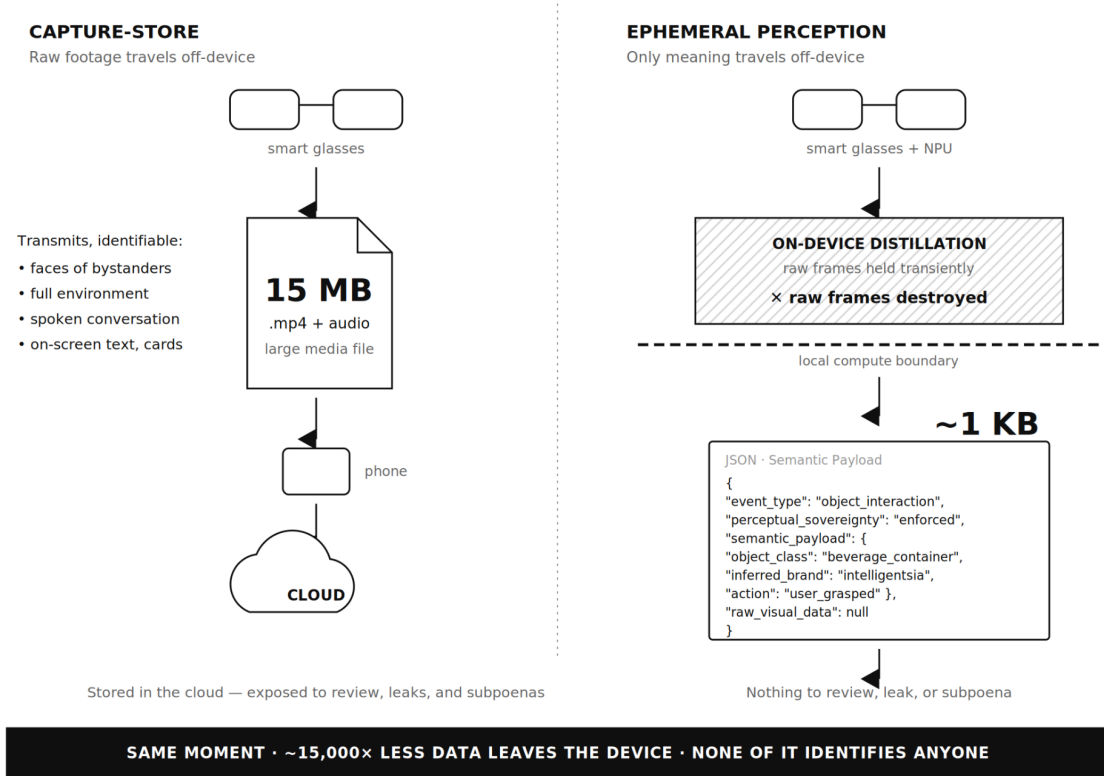 CAPTURE-STORE
Raw footage travels off-device
smart glasses
Transmits, identifiable:
• faces of bystanders
• full environment
• spoken conversation
• on-screen text, cards
15 MB
.mp4 + audio
large media file
phone
CLOUD
Stored in the cloud — exposed to review, leaks, and subpoenas
EPHEMERAL PERCEPTION
Only meaning travels off-device
smart glasses + NPU
ON-DEVICE DISTILLATION
raw frames held transiently
× raw frames destroyed
local compute boundary
~1 KB
JSON · Semantic Payload
{
"event_type": "object_interaction",
"perceptual_sovereignty": "enforced",
"semantic_payload": {
"object_class": "beverage_container",
"inferred_brand": "intelligentsia",
"action": "user_grasped" },
"raw_visual_data": null
}
Nothing to review, leak, or subpoena
SAME MOMENT · ~15,000× LESS DATA LEAVES THE DEVICE · NONE OF IT IDENTIFIES ANYONE